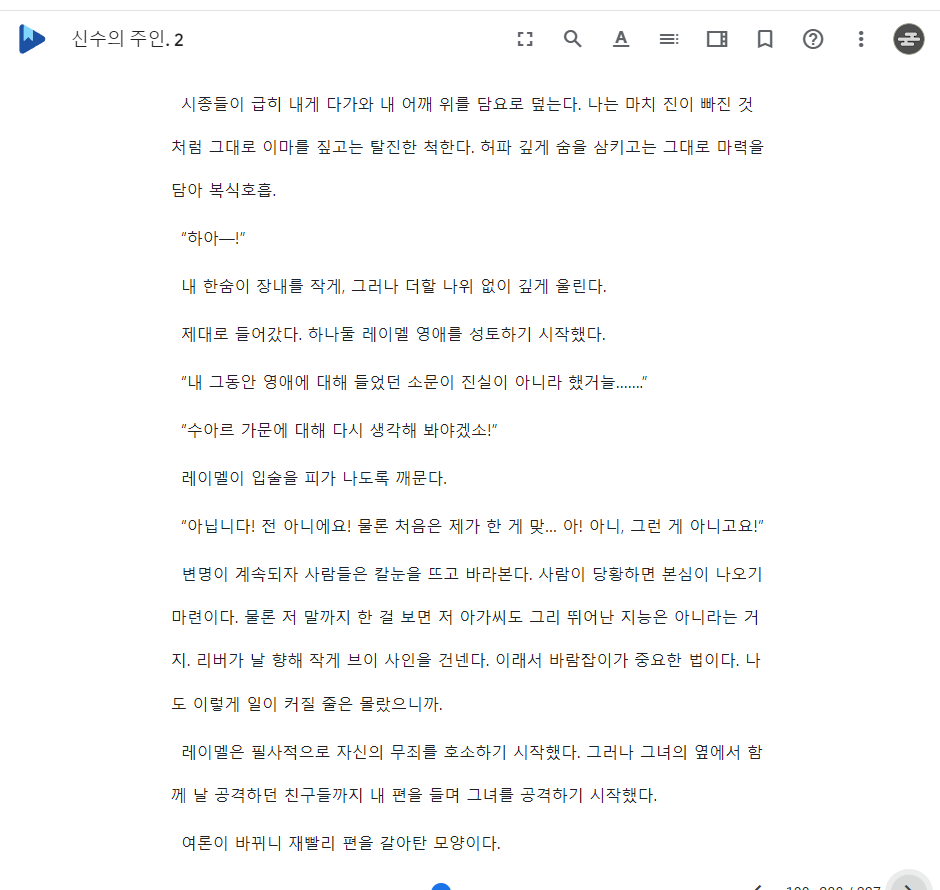 신수의 주인. 2
시종들이 급히 내게 다가와 내 어깨 위를 담요로 덮는다. 나는 마치 진이 빠진 것
처럼 그대로 이마를 짚고는 탈진한 척한다. 허파 깊게 숨을 삼키고는 그대로 마력을
담아 복식호흡.
“하아—!”
내 한숨이 장내를 작게, 그러나 더할 나위 없이 깊게 울린다.
제대로 들어갔다. 하나둘 레이멜 영애를 성토하기 시작했다.
“내 그동안 영애에 대해 들었던 소문이 진실이 아니라 했거늘.......”
“수아르 가문에 대해 다시 생각해 봐야겠소!”
레이멜이 입술을 피가 나도록 깨문다.
“아닙니다! 전 아니에요! 물론 처음은 제가 한 게 맞... 아! 아니, 그런 게 아니고요!”
변명이 계속되자 사람들은 칼눈을 뜨고 바라본다. 사람이 당황하면 본심이 나오기
마련이다. 물론 저 말까지 한 걸 보면 저 아가씨도 그리 뛰어난 지능은 아니라는 거
지. 리버가 날 향해 작게 브이 사인을 건넨다. 이래서 바람잡이가 중요한 법이다. 나
도 이렇게 일이 커질 줄은 몰랐으니까.
레이멜은 필사적으로 자신의 무죄를 호소하기 시작했다. 그러나 그녀의 옆에서 함
께 날 공격하던 친구들까지 내 편을 들며 그녀를 공격하기 시작했다.
여론이 바뀌니 재빨리 편을 갈아탄 모양이다.